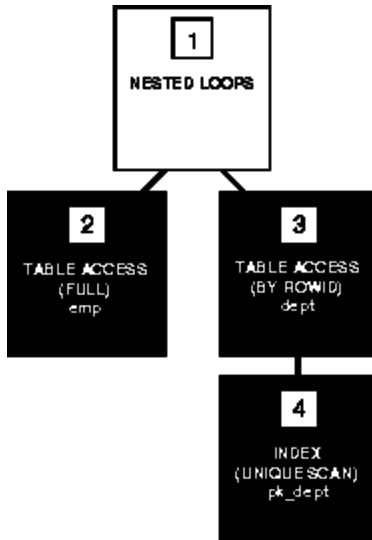 1
NESTED LOOPS
2
TABLE ACCESS
(FULL)
emp
3
TABLE ACCESS
(BY ROWID)
dept
4
INDEX
(UNIQUE SCAN)
pk_dept